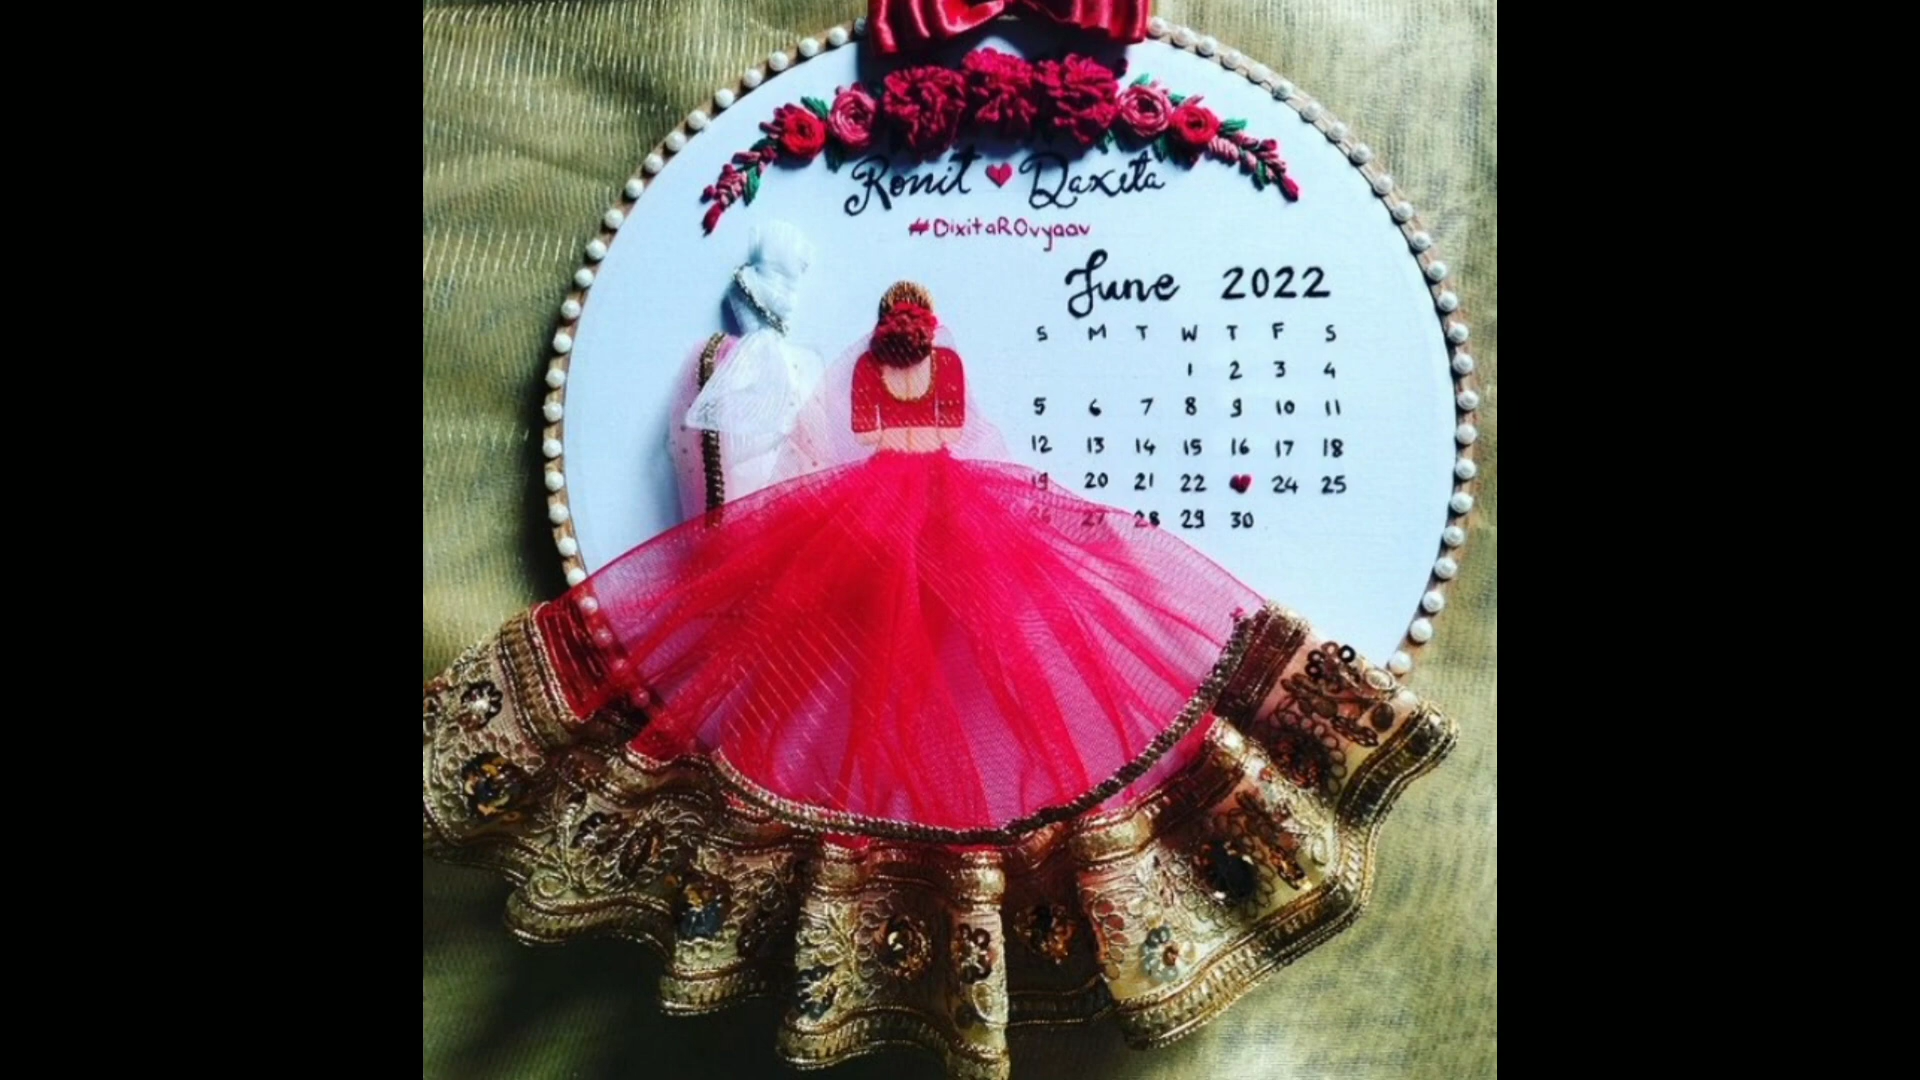 Ronit Daxita
#DixitaROvyaav
June 2022
S M T W T F S
1 2 3 4
5 6 7 8 9 10 11
12 13 14 15 16 17 18
19 20 21 22 24 25
26 27 28 29 30